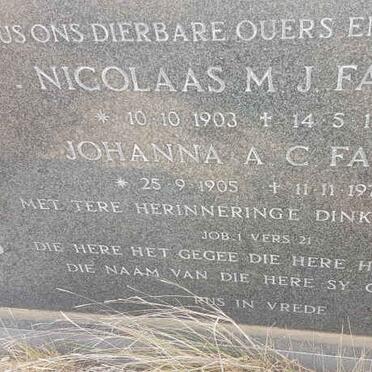 US ONS DIERBARE OUERS E
NICOLAAS M J FA
* 10.10 1903 ✝ 14.5 1
JOHANNA A C FA
* 25.9 1905 ✝ 11.11 197
MET TERE HERINNERINGE DINK
JOB.1 VERS 21
DIE HERE HET GEGEE DIE HERE H
DIE NAAM VAN DIE HERE SY G
RUS IN VREDE